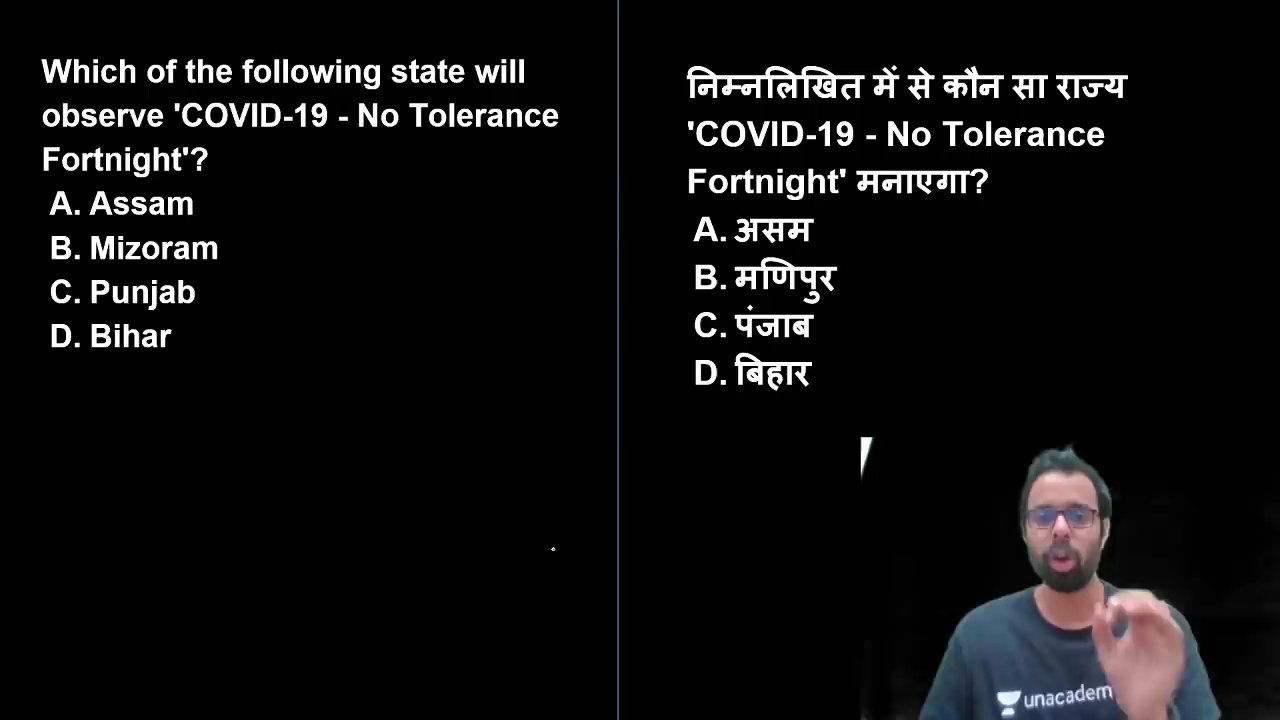 Which of the following state will
observe 'COVID-19 - No Tolerance
Fortnight'?
A. Assam
B. Mizoram
C. Punjab
D. Bihar
निम्नलिखित में से कौन सा राज्य
'COVID-19 - No Tolerance
Fortnight' मनाएगा?
A. असम
B. मणिपुर
C. पंजाब
D. बिहार
unacadem